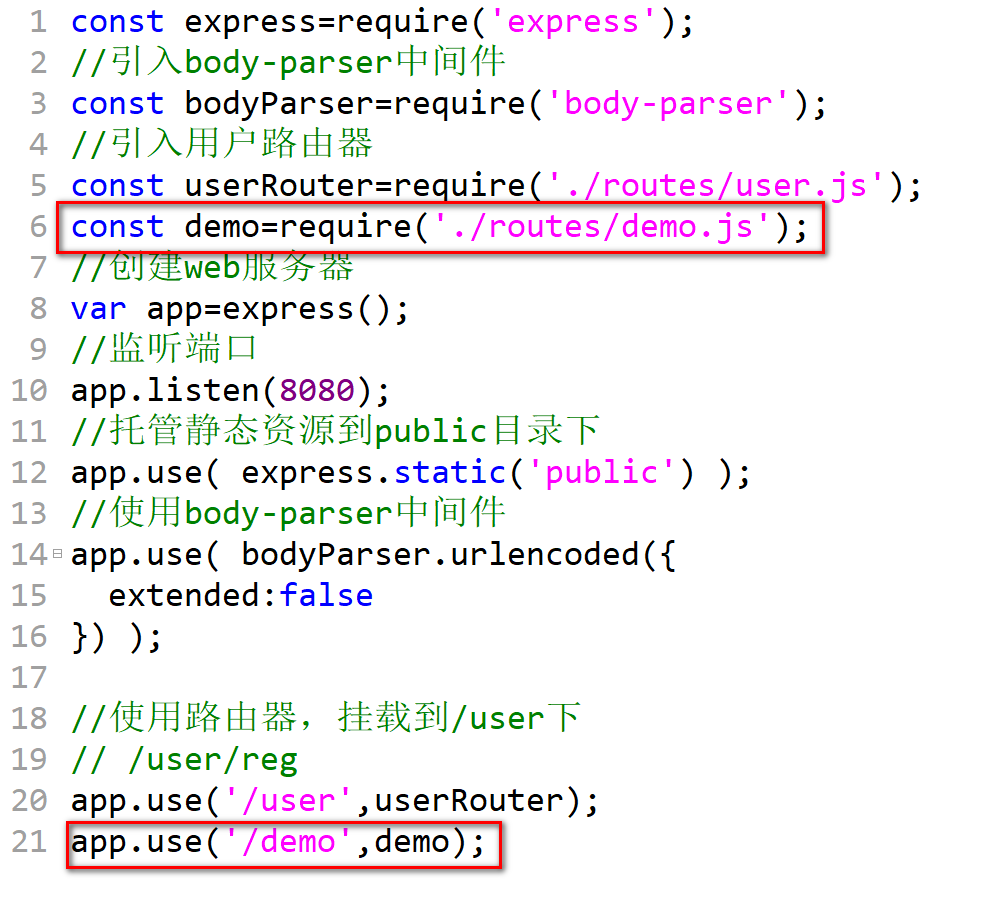 1 const express=require('express');
2 //引入body-parser中间件
3 const bodyParser=require('body-parser');
4 //引入用户路由器
5 const userRouter=require('./routes/user.js');
6 const demo=require('./routes/demo.js');
7 //创建web服务器
8 var app=express();
9 //监听端口
10 app.listen(8080);
11 //托管静态资源到public目录下
12 app.use( express.static('public') );
13 //使用body-parser中间件
14 app.use( bodyParser.urlencoded({
15   extended:false
16 }) );
17
18 //使用路由器，挂载到/user下
19 // /user/reg
20 app.use('/user',userRouter);
21 app.use('/demo',demo);